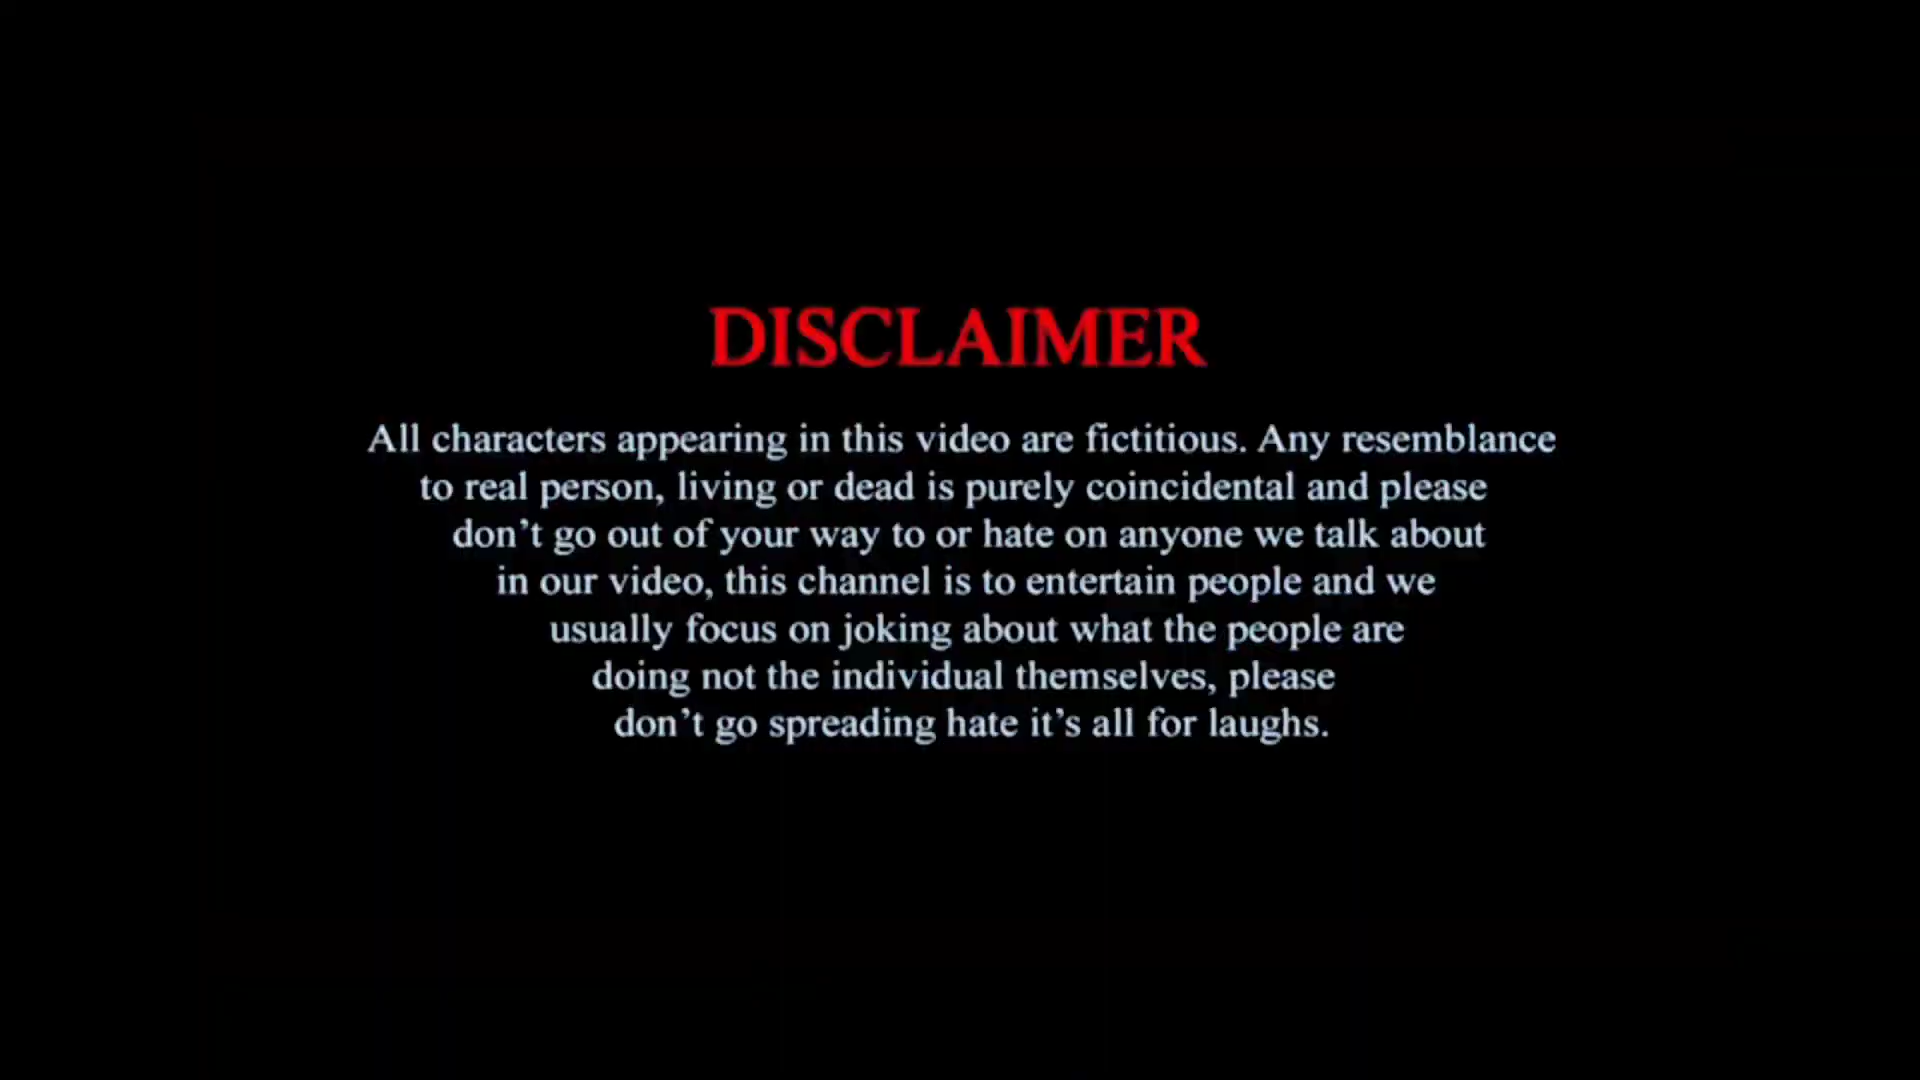 DISCLAIMER
All characters appearing in this video are fictitious. Any resemblance
to real person, living or dead is purely coincidental and please
don't go out of your way to or hate on anyone we talk about
in our video, this channel is to entertain people and we
usually focus on joking about what the people are
doing not the individual themselves, please
don't go spreading hate it's all for laughs.